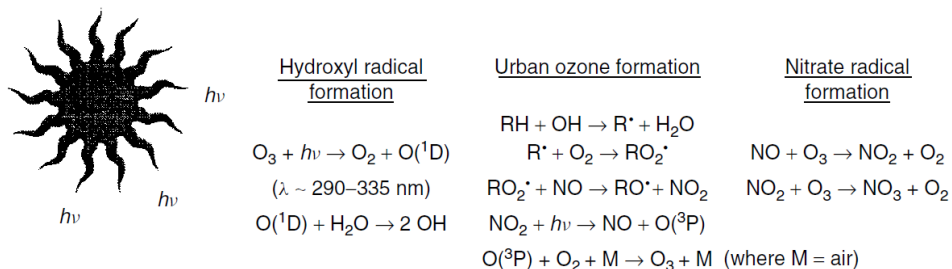 hν
hν
hν
Hydroxyl radical
formation
O₃ + hν → O₂ + O(¹D)
(λ ~ 290–335 nm)
O(¹D) + H₂O → 2 OH
Urban ozone formation
RH + OH → R• + H₂O
R• + O₂ → RO₂•
RO₂• + NO → RO• + NO₂
NO₂ + hν → NO + O(³P)
O(³P) + O₂ + M → O₃ + M (where M = air)
Nitrate radical
formation
NO + O₃ → NO₂ + O₂
NO₂ + O₃ → NO₃ + O₂